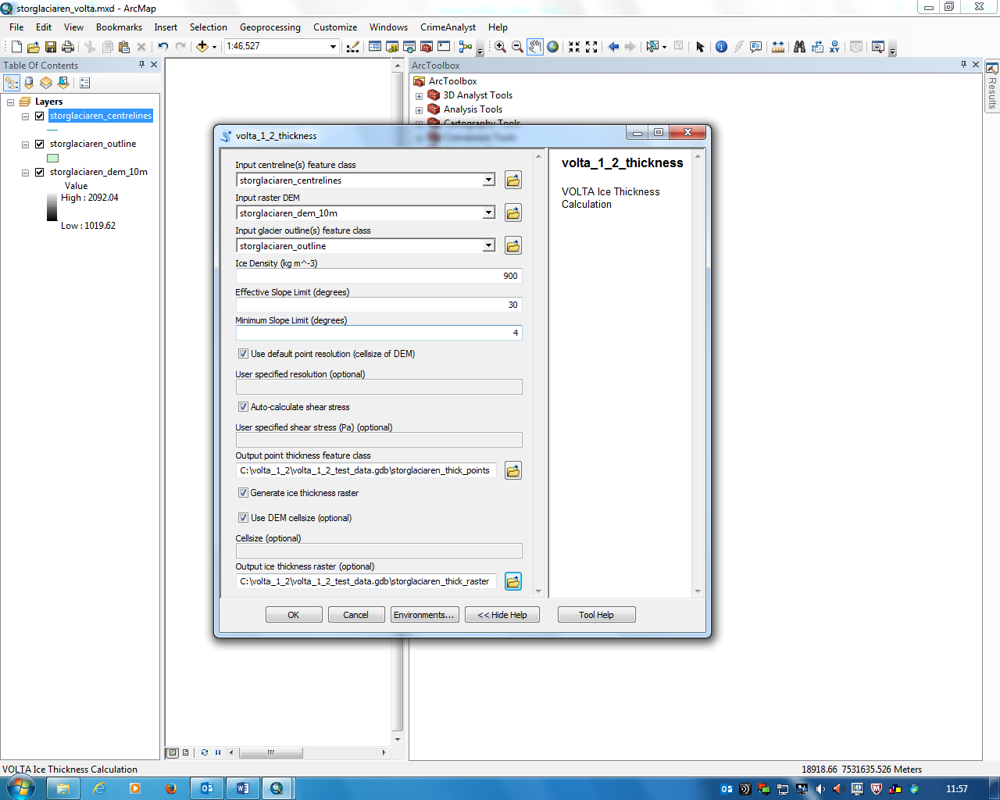 storglaciaren_volta.mxd - ArcMap
File Edit View Bookmarks Insert Selection Geoprocessing Customize Windows CrimeAnalyst Help
1:46,527
Table Of Contents
Layers
storglaciaren_centrelines
storglaciaren_outline
storglaciaren_dem_10m
Value
High : 2092.04
Low : 1019.62
ArcToolbox
ArcToolbox
3D Analyst Tools
Analysis Tools
Cartography Tools
Conversion Tools
Results
volta_1_2_thickness
Input centreline(s) feature class
storglaciaren_centrelines
Input raster DEM
storglaciaren_dem_10m
Input glacier outline(s) feature class
storglaciaren_outline
Ice Density (kg m^-3)
900
Effective Slope Limit (degrees)
30
Minimum Slope Limit (degrees)
4
Use default point resolution (cellsize of DEM)
User specified resolution (optional)
Auto-calculate shear stress
User specified shear stress (Pa) (optional)
Output point thickness feature class
C:\volta_1_2\volta_1_2_test_data.gdb\storglaciaren_thick_points
Generate ice thickness raster
Use DEM cellsize (optional)
Cellsize (optional)
Output ice thickness raster (optional)
C:\volta_1_2\volta_1_2_test_data.gdb\storglaciaren_thick_raster
OK Cancel Environments... << Hide Help Tool Help
volta_1_2_thickness
VOLTA Ice Thickness
Calculation
VOLTA Ice Thickness Calculation
18918.66 7531635.526 Meters
11:57